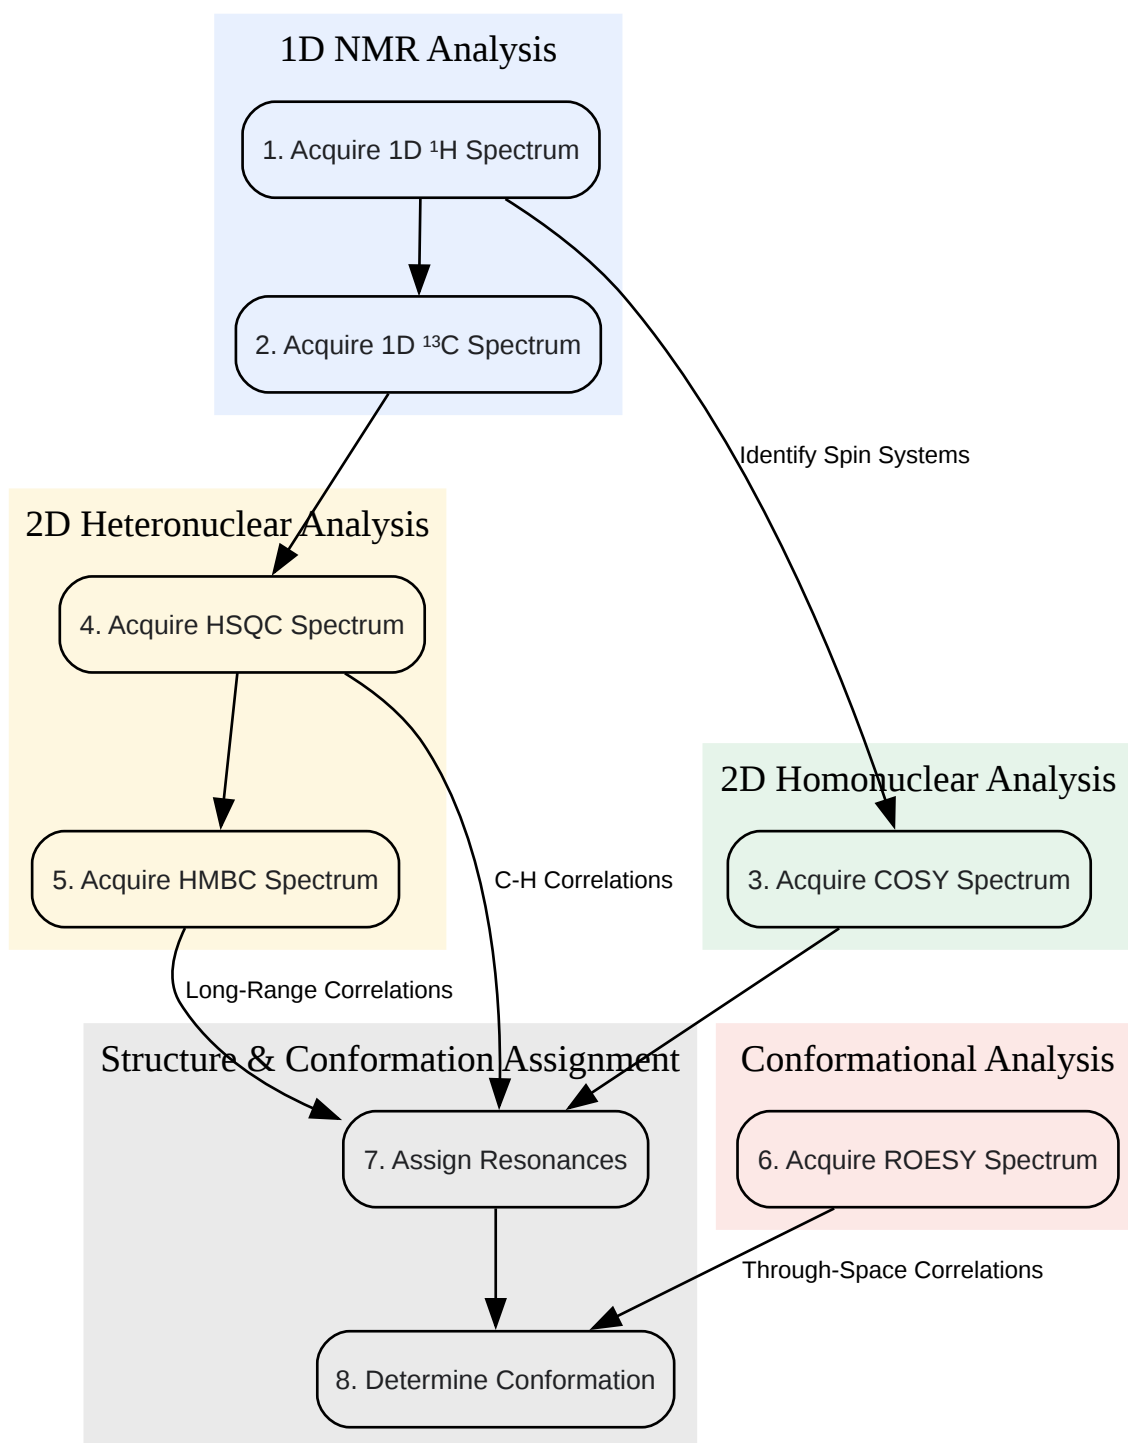 1D NMR Analysis
1. Acquire 1D ¹H Spectrum
2. Acquire 1D ¹³C Spectrum
Identify Spin Systems
2D Heteronuclear Analysis
4. Acquire HSQC Spectrum
2D Homonuclear Analysis
5. Acquire HMBC Spectrum
C-H Correlations
3. Acquire COSY Spectrum
Long-Range Correlations
Structure & Conformation Assignment
Conformational Analysis
7. Assign Resonances
6. Acquire ROESY Spectrum
Through-Space Correlations
8. Determine Conformation